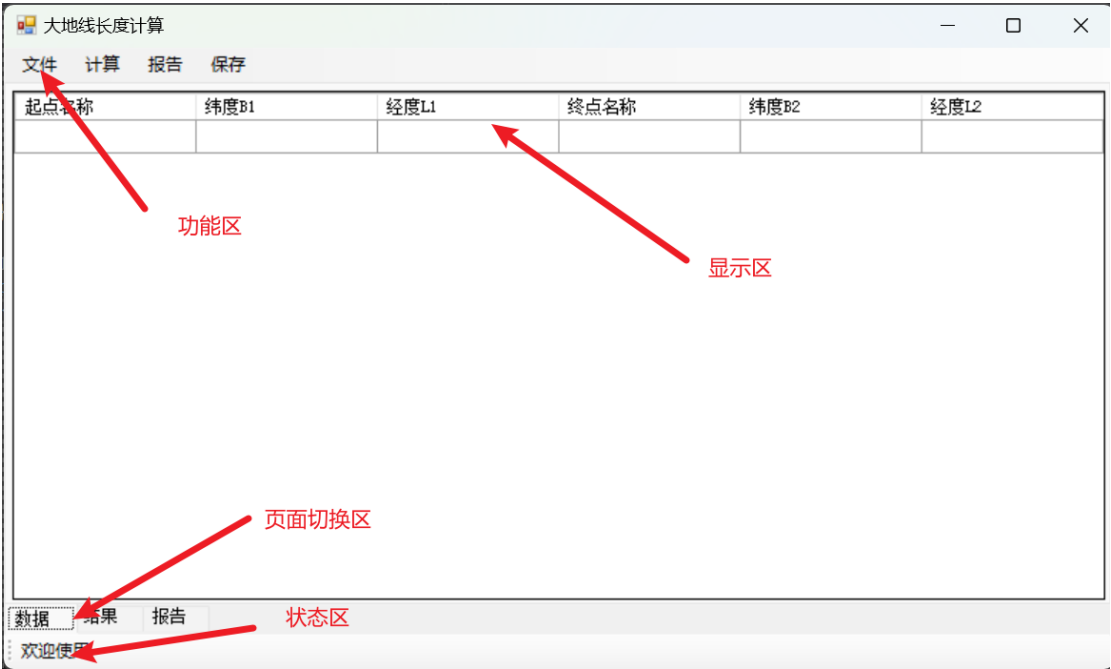 大地线长度计算
文件 计算 报告 保存
起点名称 纬度B1 经度L1 终点名称 纬度B2 经度L2
功能区
显示区
页面切换区
数据 结果 报告 状态区
欢迎使用